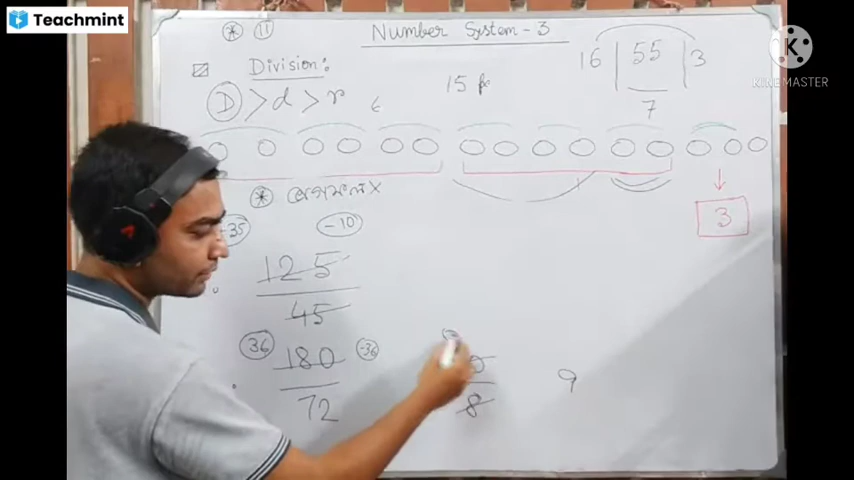 Teachmint
KINEMASTER
* 11
Number System - 3
Division:
D > d > r
15
16 | 55 | 3
7
3
*
-35
-10
125
45
36
180
-36
72
8
9